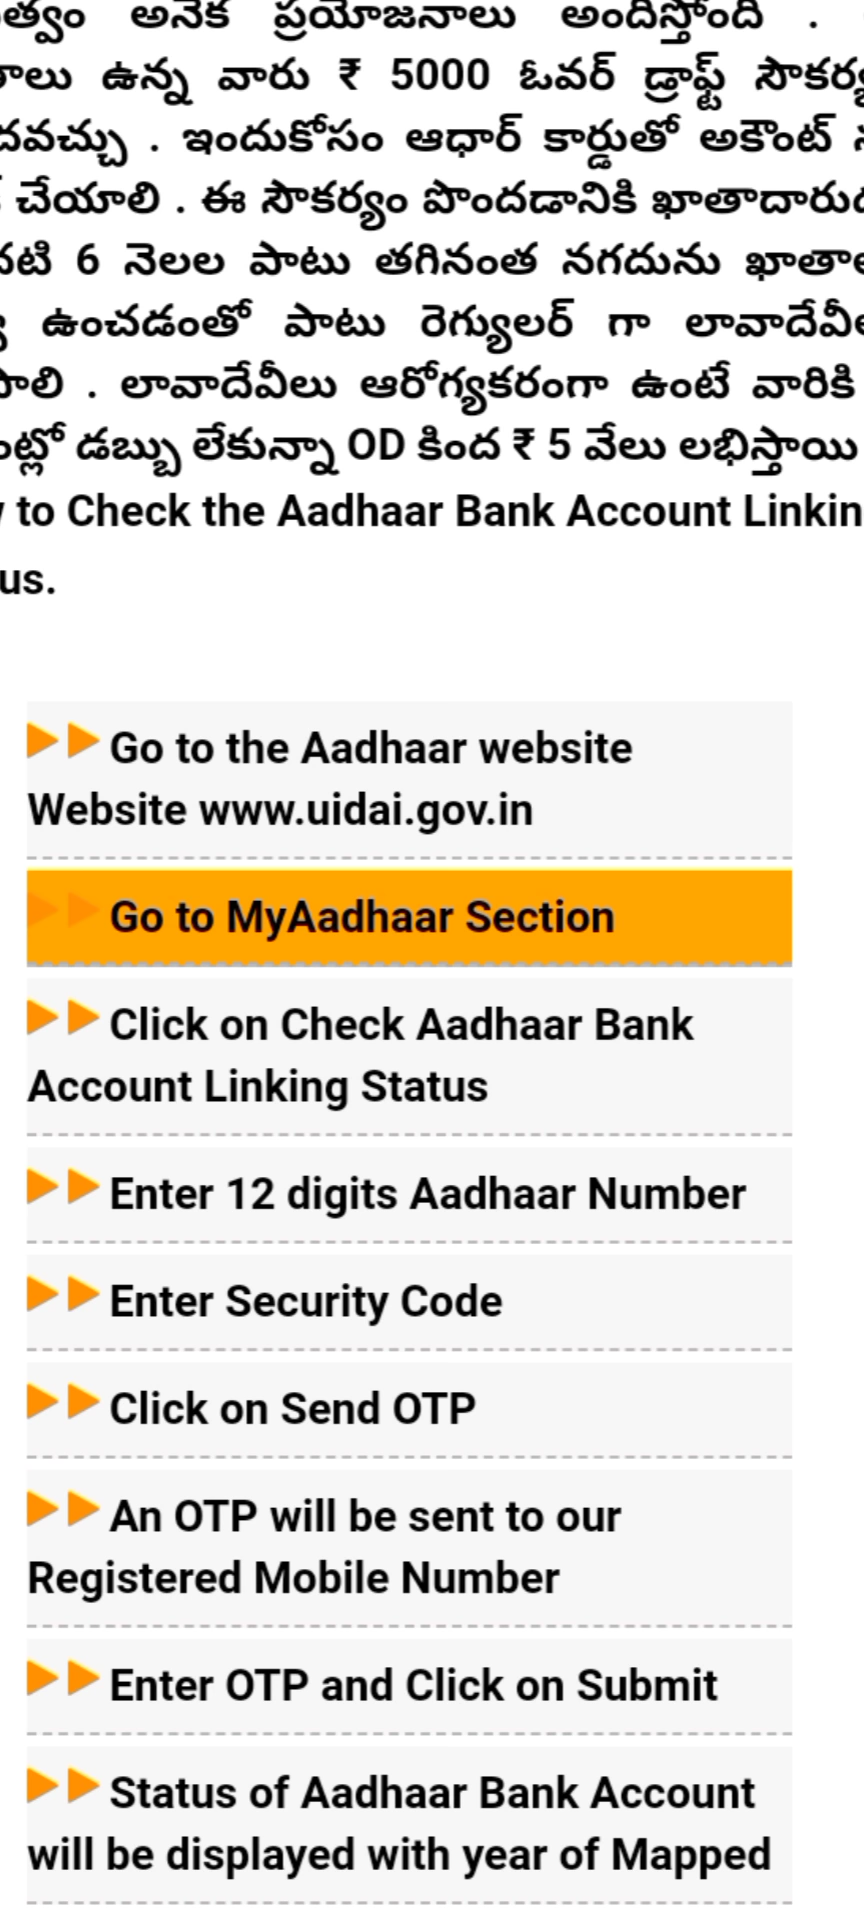 అనేక ప్రయోజనాలు అందిస్తోంది .
ఉన్న వారు ₹ 5000 ఓవర్ డ్రాఫ్ట్
. ఇందుకోసం ఆధార్ కార్డుతో అకౌంట్
చేయాలి . ఈ సౌకర్యం పొందడానికి
6 నెలల పాటు తగినంత నగదును
ఉంచడంతో పాటు రెగ్యులర్ గా
. లావాదేవీలు ఆరోగ్యకరంగా ఉంటే వారికి
డబ్బు లేకున్నా OD కింద ₹ 5 వేలు లభిస్తాయి
to Check the Aadhaar Bank Account
us.
Go to the Aadhaar website
Website www.uidai.gov.in
Go to MyAadhaar Section
Click on Check Aadhaar Bank
Account Linking Status
Enter 12 digits Aadhaar Number
Enter Security Code
Click on Send OTP
An OTP will be sent to our
Registered Mobile Number
Enter OTP and Click on Submit
Status of Aadhaar Bank Account
will be displayed with year of Mapped